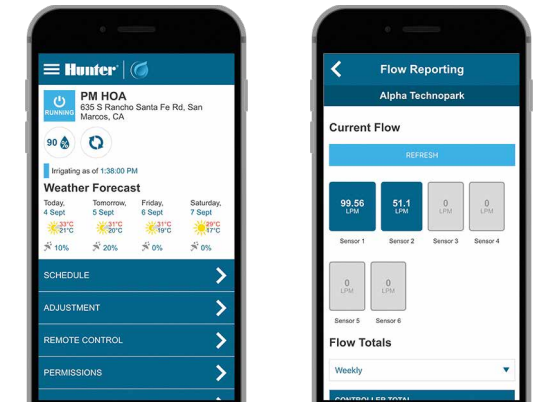 Hunter
PM HOA
635 S Rancho Santa Fe Rd, San
Marcos, CA
RUNNING
90
Irrigating as of 1:38:00 PM
Weather Forecast
Today, Tomorrow, Friday, Saturday,
4 Sept 5 Sept 6 Sept 7 Sept
33°C 31°C 31°C 29°C
21°C 20°C 19°C 17°C
10% 20% 0% 0%
SCHEDULE
ADJUSTMENT
REMOTE CONTROL
PERMISSIONS
Flow Reporting
Alpha Technopark
Current Flow
REFRESH
99.56 51.1 0 0
LPM LPM LPM LPM
Sensor 1 Sensor 2 Sensor 3 Sensor 4
0 0
LPM LPM
Sensor 5 Sensor 6
Flow Totals
Weekly
CONTROLLER TOTAL